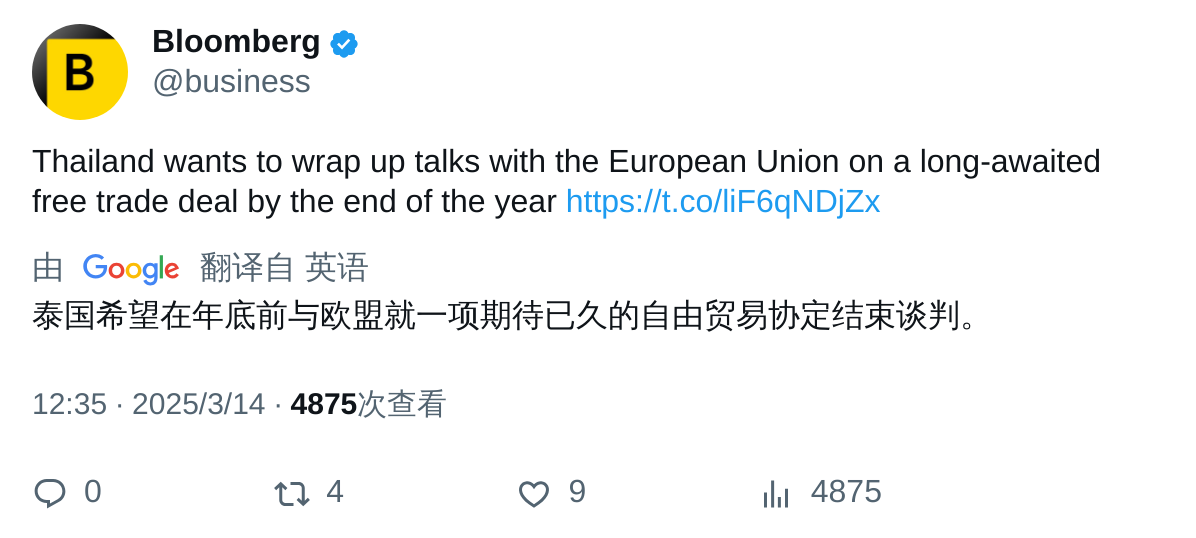 B
Bloomberg
@business
Thailand wants to wrap up talks with the European Union on a long-awaited
free trade deal by the end of the year https://t.co/liF6qNDjZx
由 Google 翻译自 英语
泰国希望在年底前与欧盟就一项期待已久的自由贸易协定结束谈判。
12:35 · 2025/3/14 · 4875次查看
0 4 9 4875